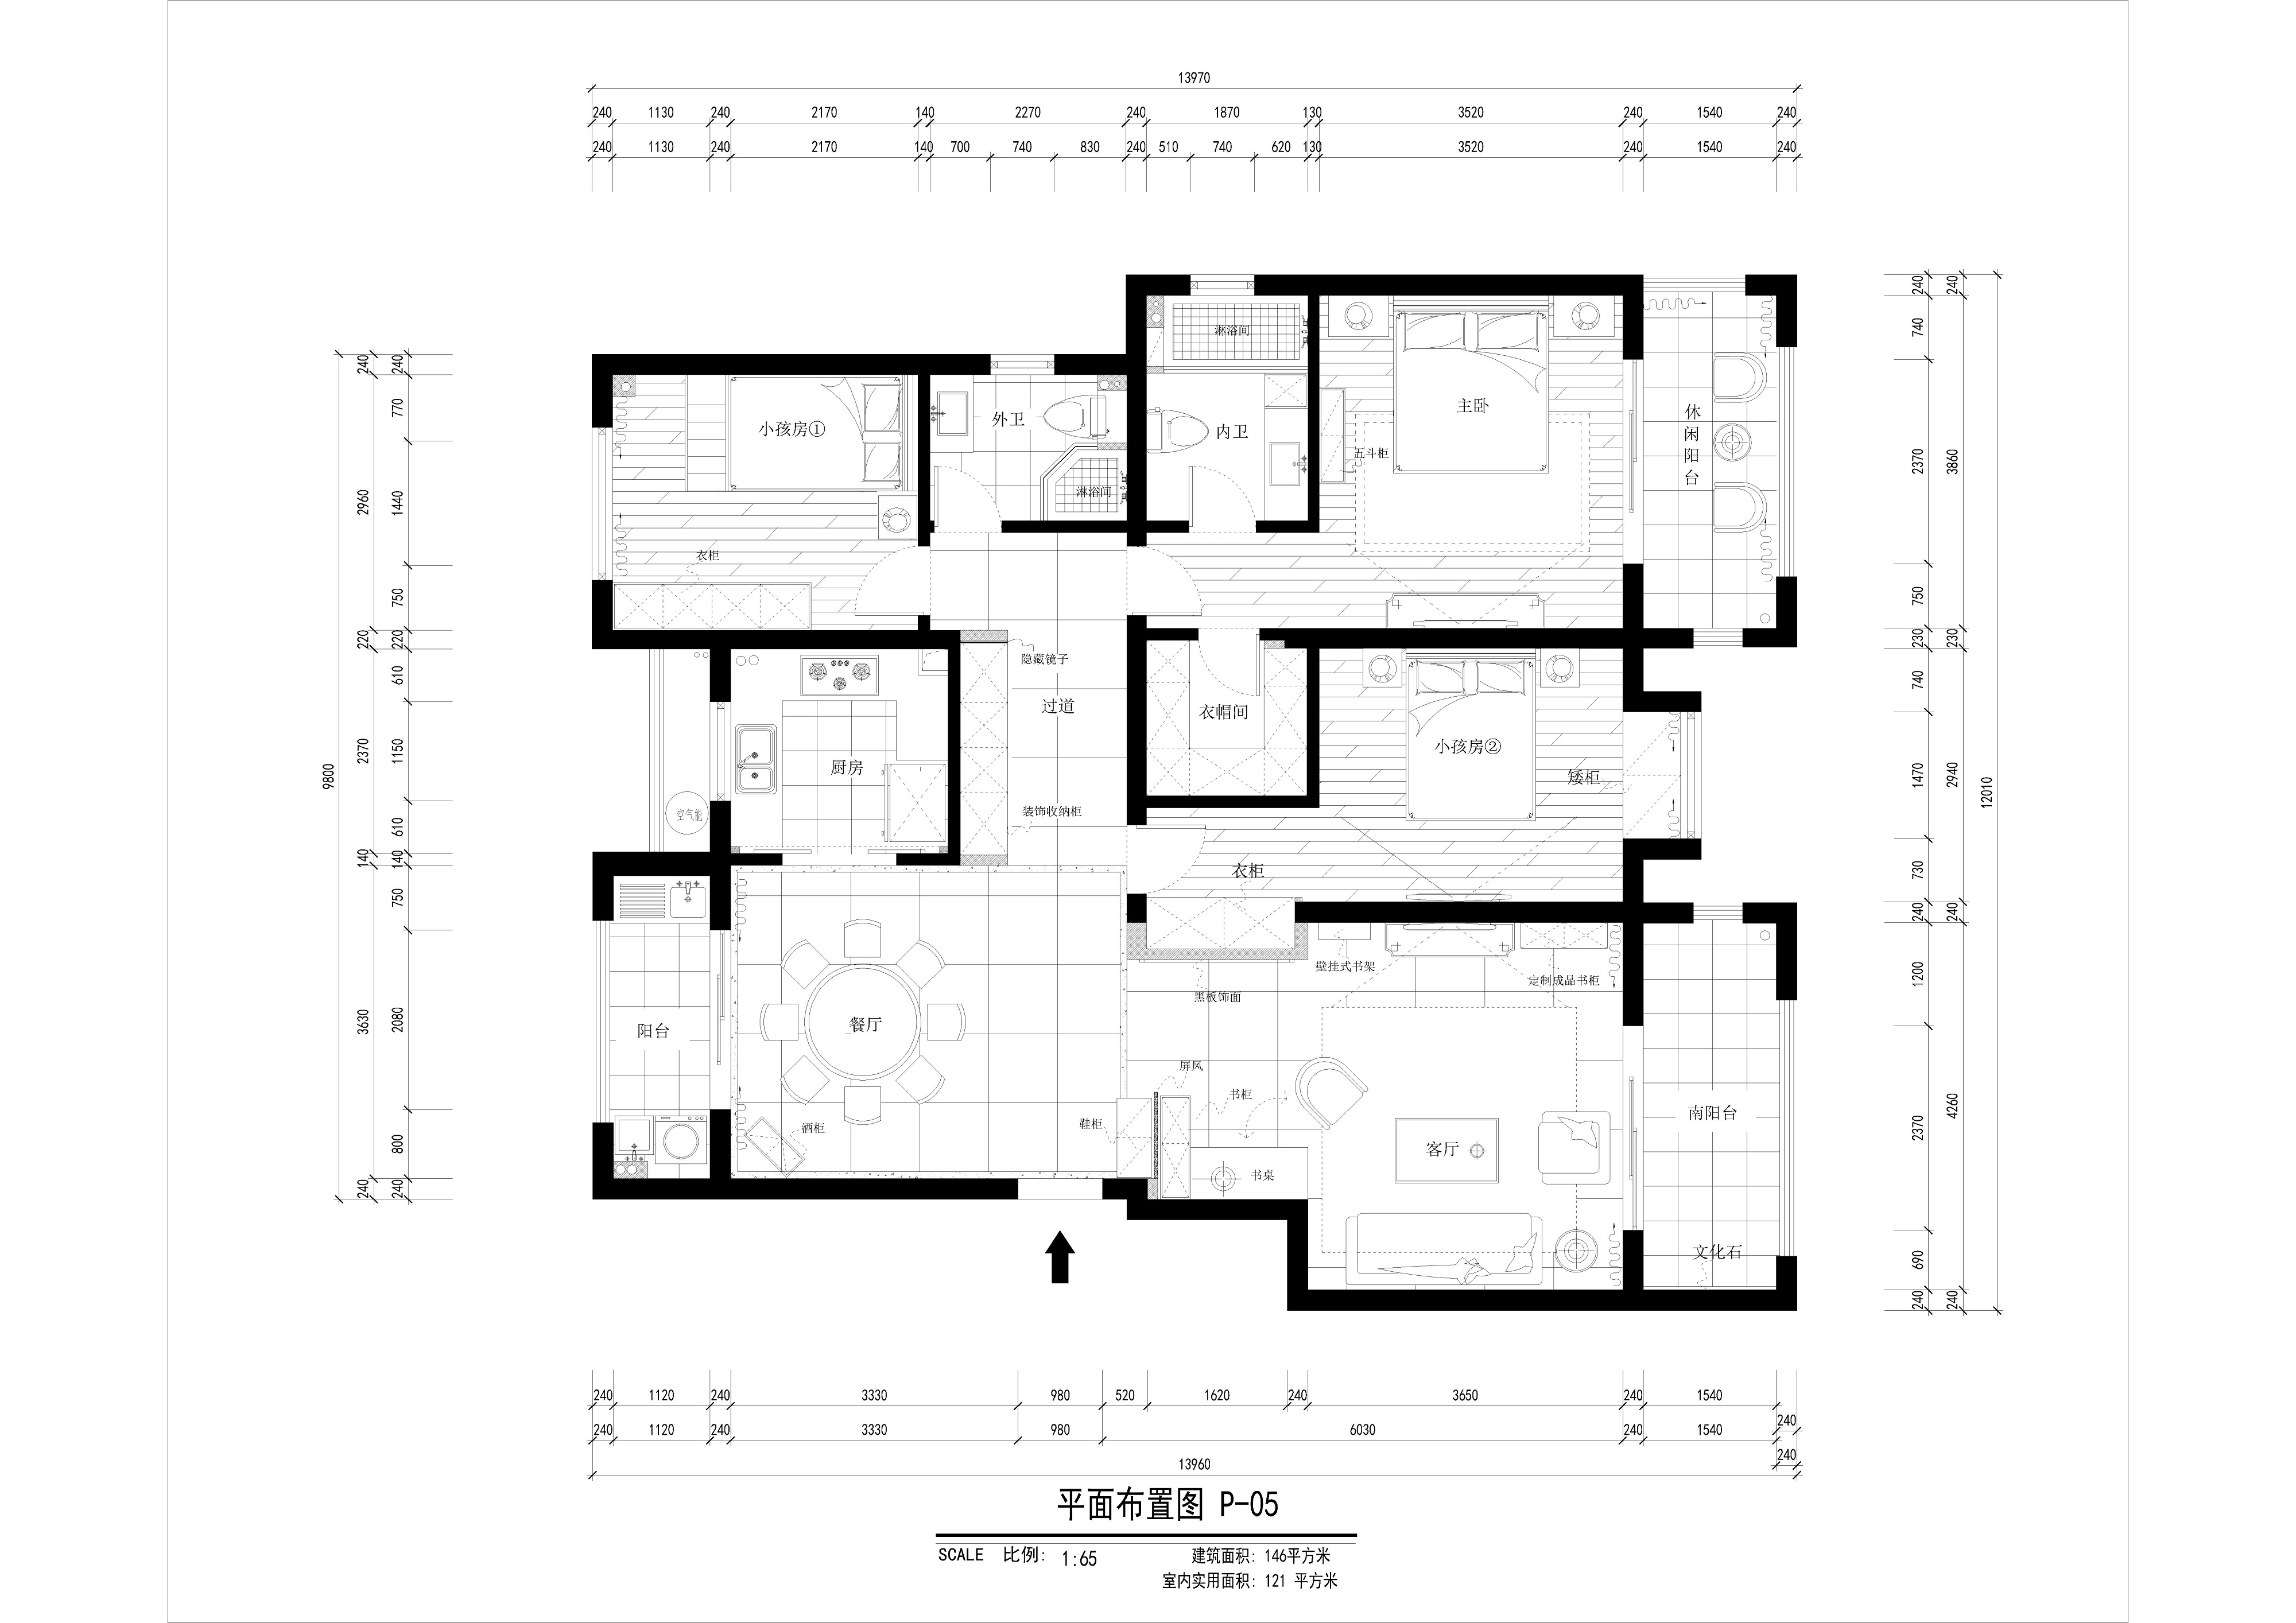 13970
240 1130 240 2170 140 2270 240 1870 130 3520 240 1540 240
240 1130 240 2170 140 700 740 830 240 510 740 620 130 3520 240 1540 240
240 770 1440 750 220 610 1150 610 140 750 2080 800 240
240 2960 220 2370 140 3630 240
9800
淋浴间
主卧
休闲阳台
小孩房①
外卫
内卫
五斗柜
淋浴间
衣柜
隐藏镜子
过道
衣帽间
小孩房②
厨房
矮柜
空气能
装饰收纳柜
衣柜
壁挂式书架
定制成品书柜
黑板饰面
餐厅
阳台
屏风
书柜
南阳台
鞋柜
酒柜
客厅
书桌
文化石
240 740 2370 750 230 740 1470 730 240 1200 2370 690 240
240 3860 230 2940 240 4260 240
12010
240 1120 240 3330 980 520 1620 240 3650 240 1540
240
240 1120 240 3330 980 6030 240 1540
240
13960
平面布置图 P-05
SCALE 比例: 1:65
建筑面积: 146平方米
室内实用面积: 121 平方米